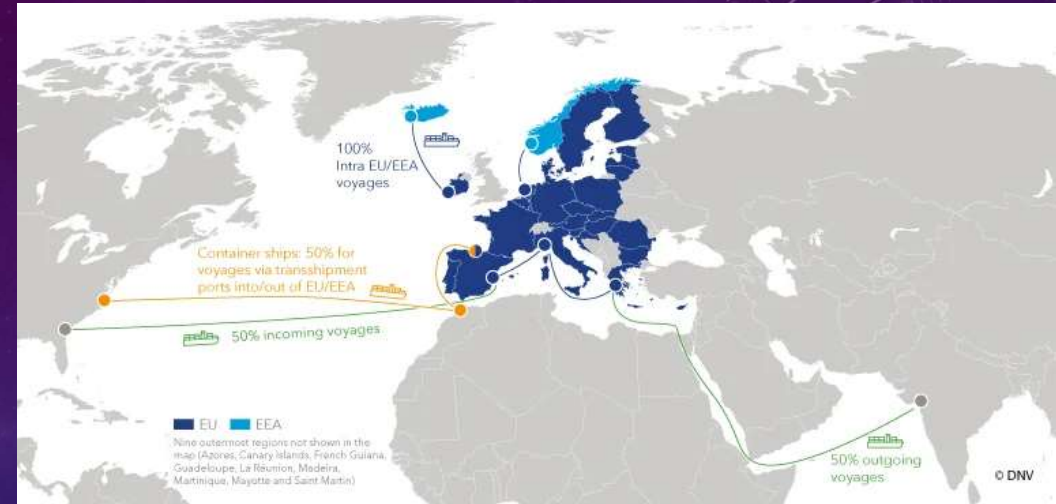 100%
Intra EU/EEA
voyages
Container ships: 50% for
voyages via transshipment
ports into/out of EU/EEA
50% incoming voyages
EU EEA
Nine outermost regions not shown in the
map (Azores, Canary Islands, French Guiana,
Guadeloupe, La Réunion, Madeira,
Martinique, Mayotte and Saint Martin)
50% outgoing
voyages
© DNV